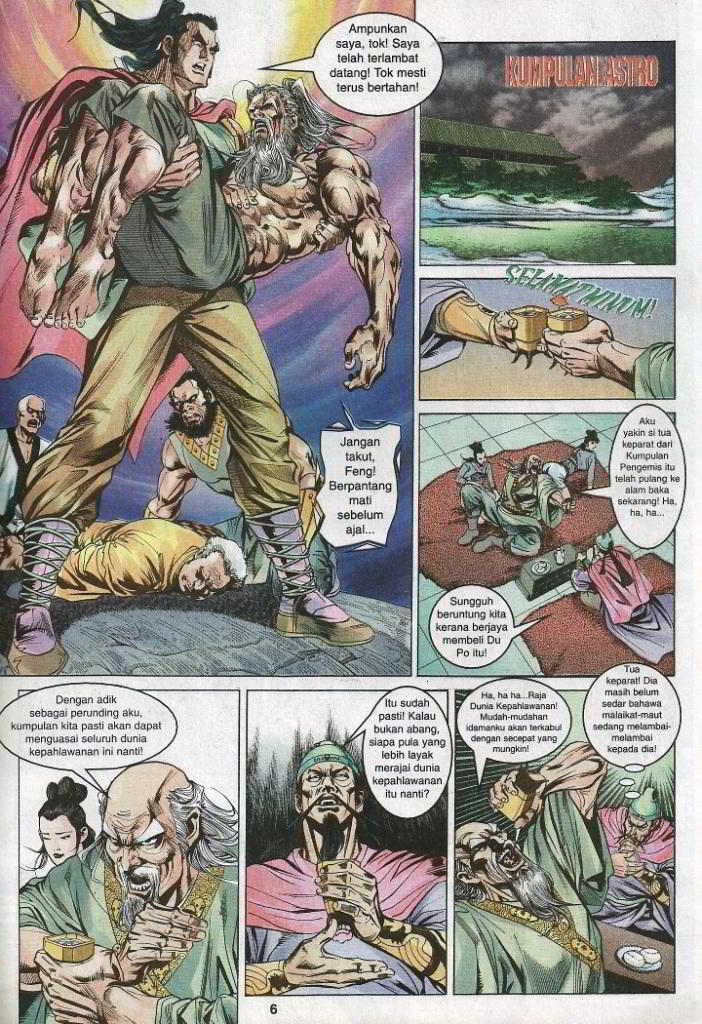 Ampunkan
saya, tok! Saya
telah terlambat
datang! Tok mesti
terus bertahan!
Jangan
takut,
Feng!
Berpantang
mati
sebelum
ajal...
KUMPULAN ASTRO
SELAMAT MINUM!
Aku
yakin si tua
keparat dari
Kumpulan
Pengemis itu
telah pulang ke
alam baka
sekarang! Ha,
ha, ha...
Sungguh
beruntung kita
kerana berjaya
membeli Du
Po itu!
Dengan adik
sebagai perunding aku,
kumpulan kita pasti akan dapat
menguasai seluruh dunia
kepahlawanan ini nanti!
Itu sudah
pasti! Kalau
bukan abang,
siapa pula yang
lebih layak
merajai dunia
kepahlawanan
itu nanti?
Ha, ha, ha...Raja
Dunia Kepahlawanan!
Mudah-mudahan
idamanku akan terkabul
dengan secepat yang
mungkin!
Tua
keparat! Dia
masih belum
sedar bahawa
malaikat-maut
sedang melambai-
melambai
kepada dia!
6